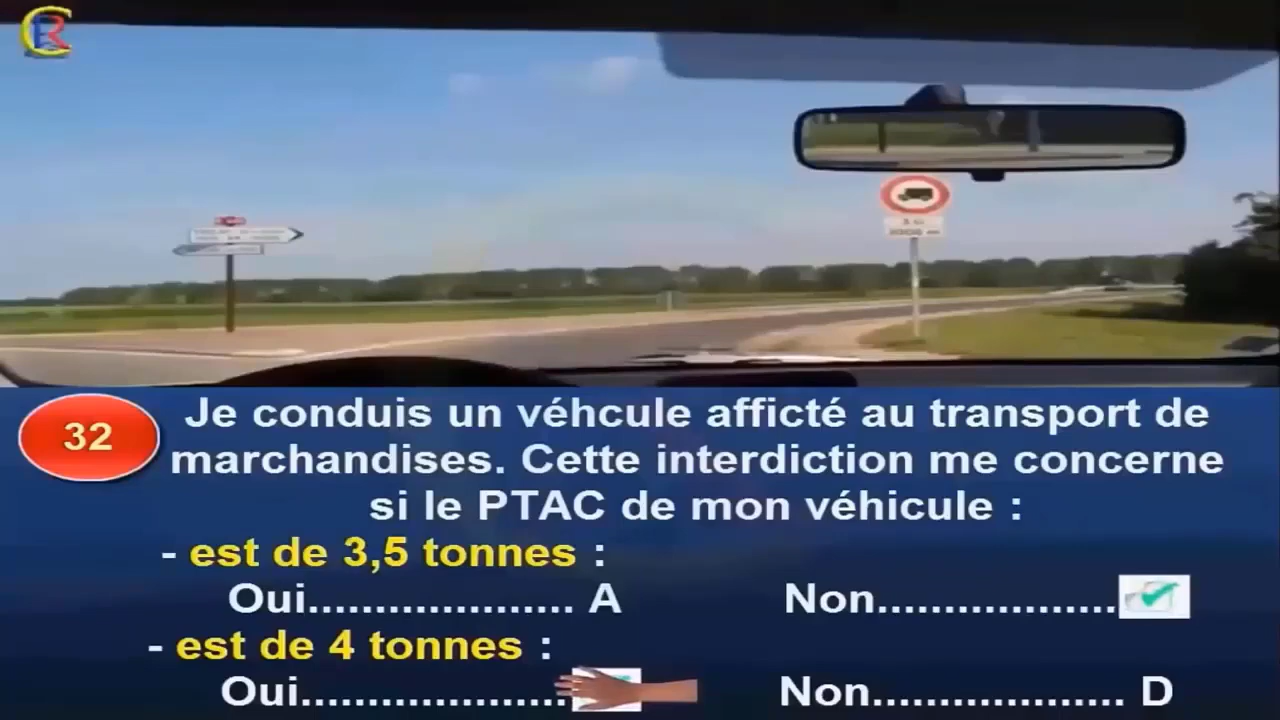 32
Je conduis un véhcule afficté au transport de
marchandises. Cette interdiction me concerne
si le PTAC de mon véhicule :
- est de 3,5 tonnes :
Oui.................... A Non..................
- est de 4 tonnes :
Oui.................... Non................... D